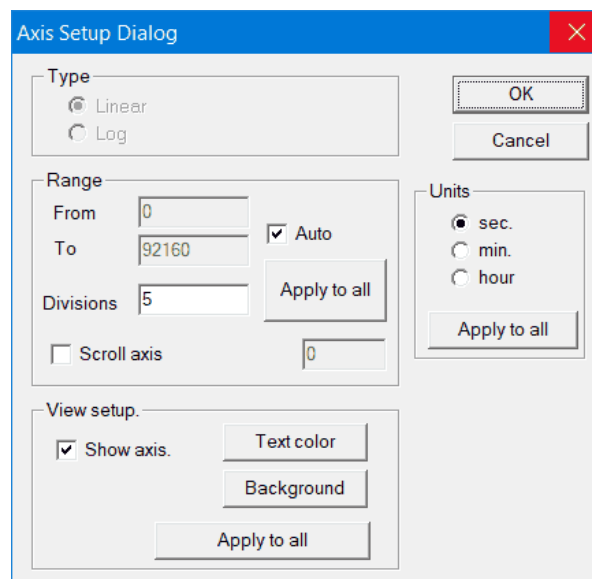 Axis Setup Dialog
Type
Linear
Log
OK
Cancel
Range
From 0
To 92160
Auto
Divisions 5
Apply to all
Scroll axis 0
Units
sec.
min.
hour
Apply to all
View setup.
Show axis.
Text color
Background
Apply to all